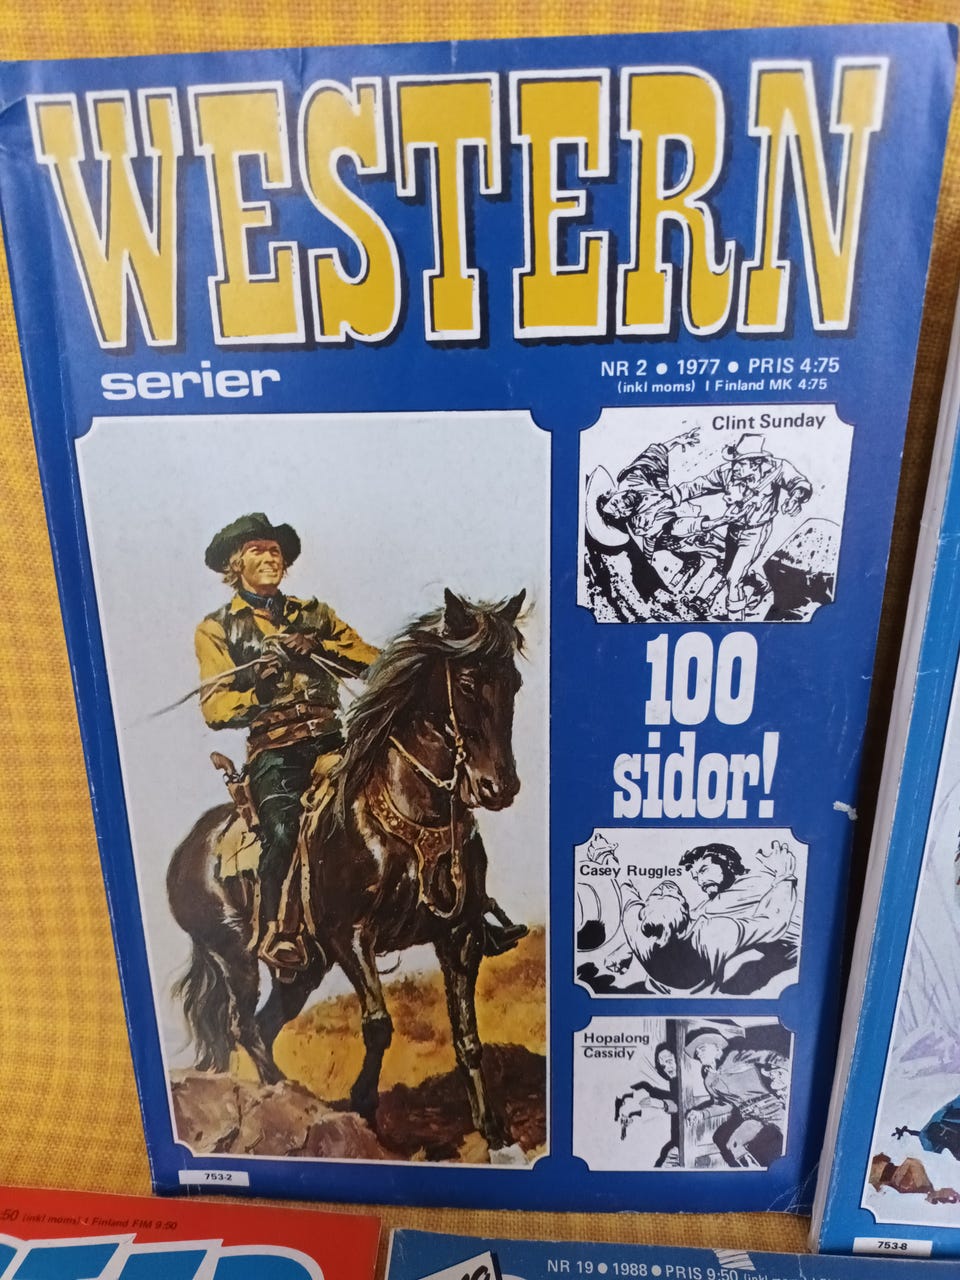 WESTERN
serier
NR 2 ● 1977 ● PRIS 4:75
(inkl moms) I Finland MK 4:75
Clint Sunday
100
sidor!
Casey Ruggles
Hopalong
Cassidy
753-2
753-8
:50 (inkl moms) I Finland FIM 9:50
NR 19 ● 1988 ● PRIS 9:50 (inkl